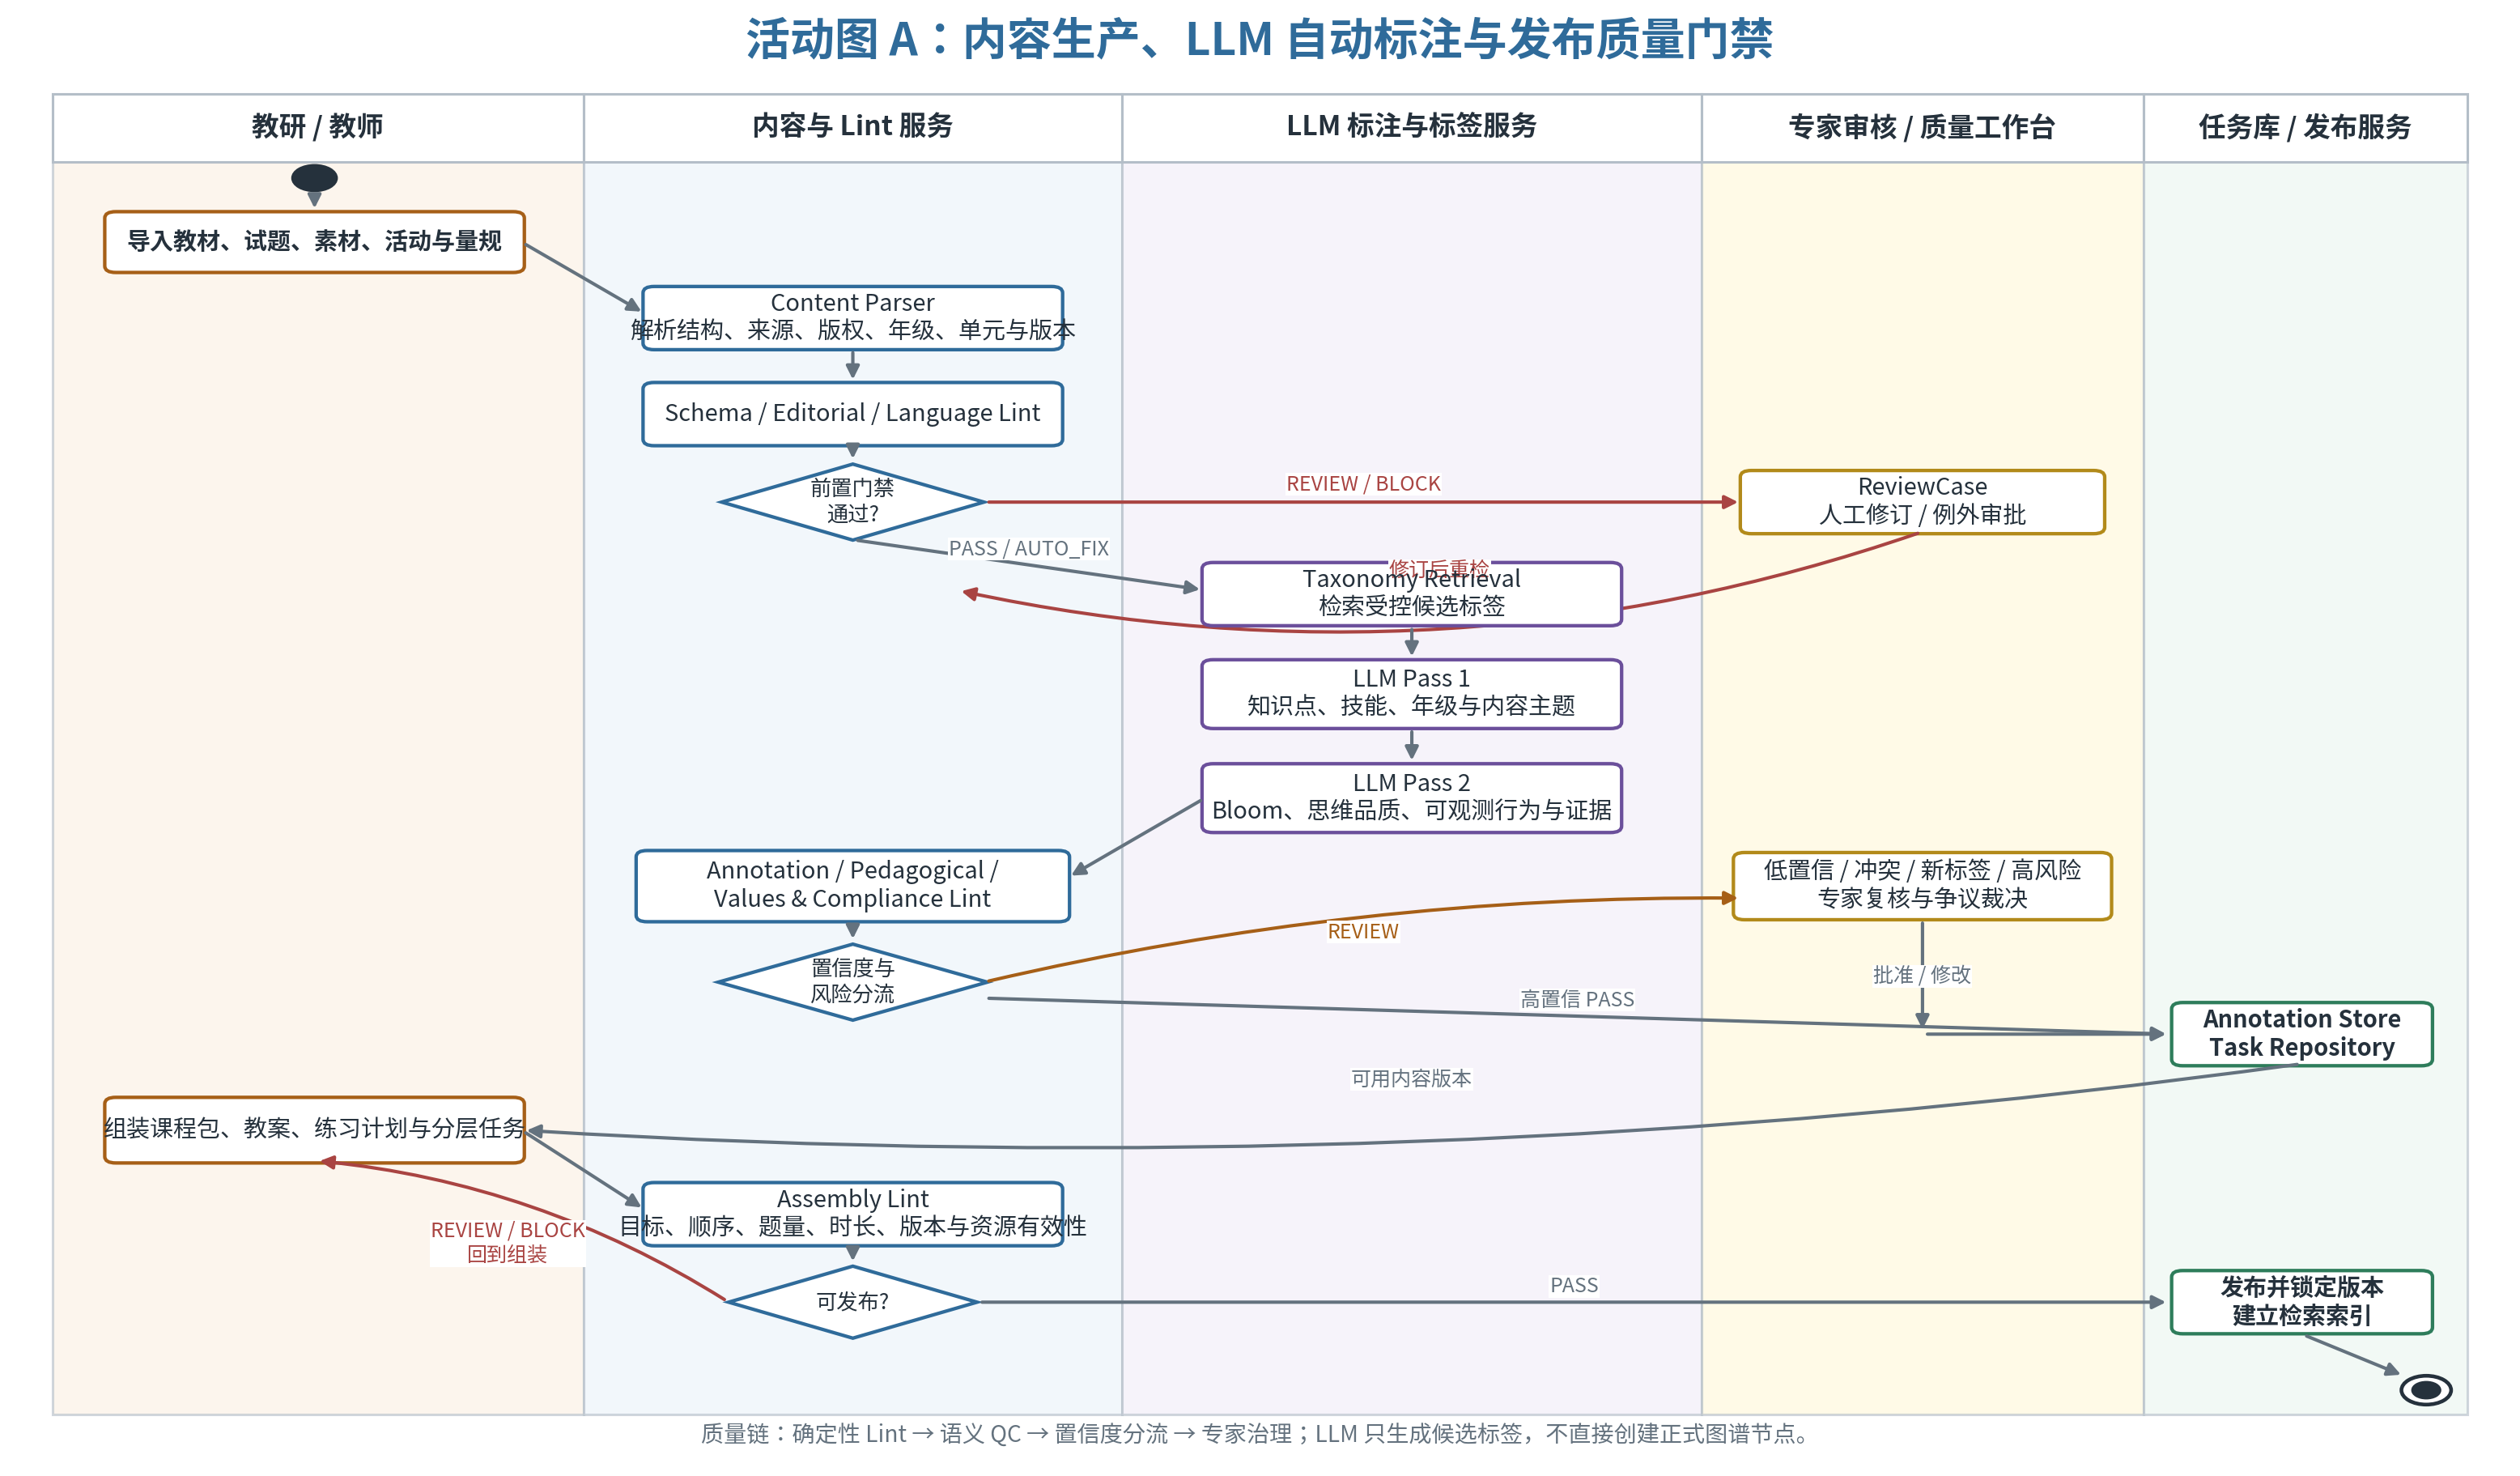 活动图 A：内容生产、LLM 自动标注与发布质量门禁
教研 / 教师
内容与 Lint 服务
LLM 标注与标签服务
专家审核 / 质量工作台
任务库 / 发布服务
导入教材、试题、素材、活动与量规
Content Parser
解析结构、来源、版权、年级、单元与版本
Schema / Editorial / Language Lint
前置门禁
通过?
REVIEW / BLOCK
ReviewCase
人工修订 / 例外审批
PASS / AUTO_FIX
修订后重检
Taxonomy Retrieval
检索受控候选标签
LLM Pass 1
知识点、技能、年级与内容主题
LLM Pass 2
Bloom、思维品质、可观测行为与证据
Annotation / Pedagogical /
Values & Compliance Lint
低置信 / 冲突 / 新标签 / 高风险
专家复核与争议裁决
REVIEW
置信度与
风险分流
批准 / 修改
高置信 PASS
Annotation Store
Task Repository
可用内容版本
组装课程包、教案、练习计划与分层任务
Assembly Lint
目标、顺序、题量、时长、版本与资源有效性
REVIEW / BLOCK
回到组装
可发布?
PASS
发布并锁定版本
建立检索索引
质量链：确定性 Lint → 语义 QC → 置信度分流 → 专家治理；LLM 只生成候选标签，不直接创建正式图谱节点。